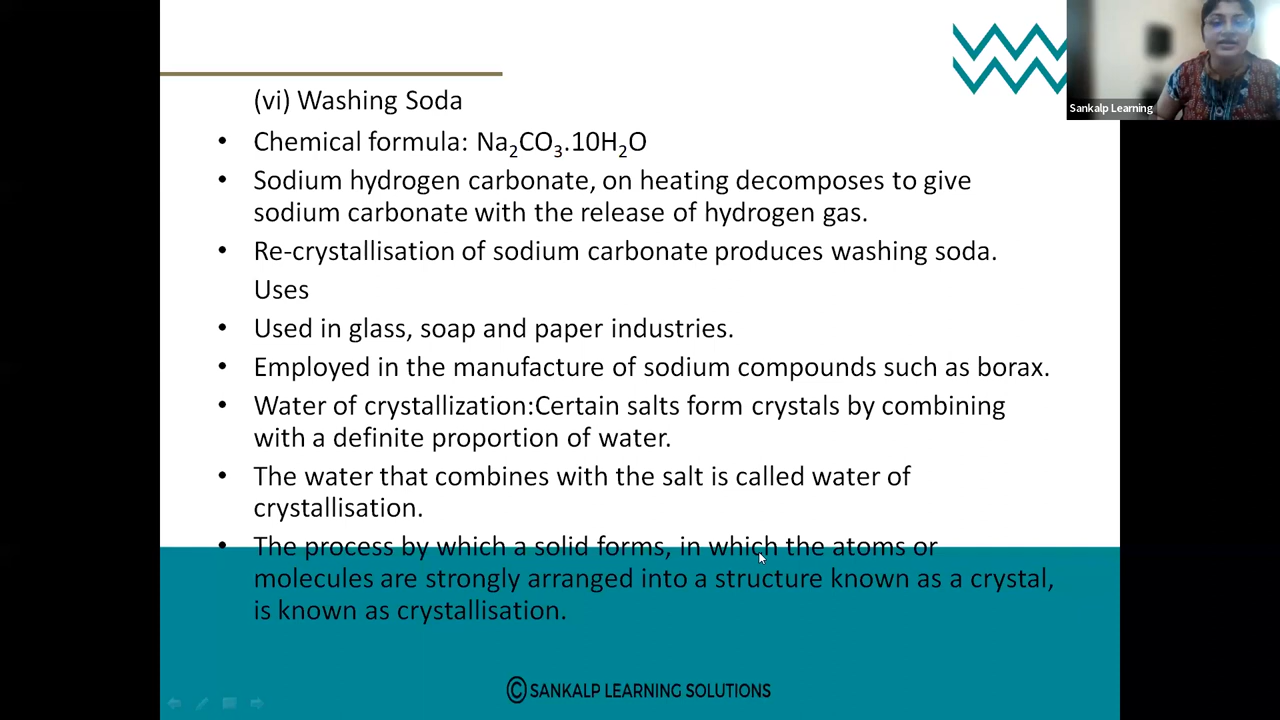 (vi) Washing Soda
• Chemical formula: Na₂CO₃.10H₂O
• Sodium hydrogen carbonate, on heating decomposes to give
sodium carbonate with the release of hydrogen gas.
• Re-crystallisation of sodium carbonate produces washing soda.
Uses
• Used in glass, soap and paper industries.
• Employed in the manufacture of sodium compounds such as borax.
• Water of crystallization:Certain salts form crystals by combining
with a definite proportion of water.
• The water that combines with the salt is called water of
crystallisation.
• The process by which a solid forms, in which the atoms or
molecules are strongly arranged into a structure known as a crystal,
is known as crystallisation.
© SANKALP LEARNING SOLUTIONS
Sankalp Learning